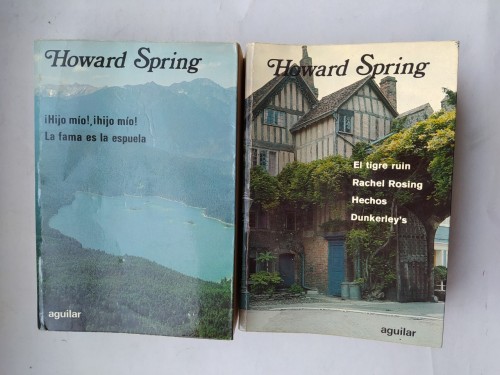 Howard Spring
¡Hijo mío!, ¡hijo mío!
La fama es la espuela
aguilar
Howard Spring
El tigre ruin
Rachel Rosing
Hechos
Dunkerley's
aguilar